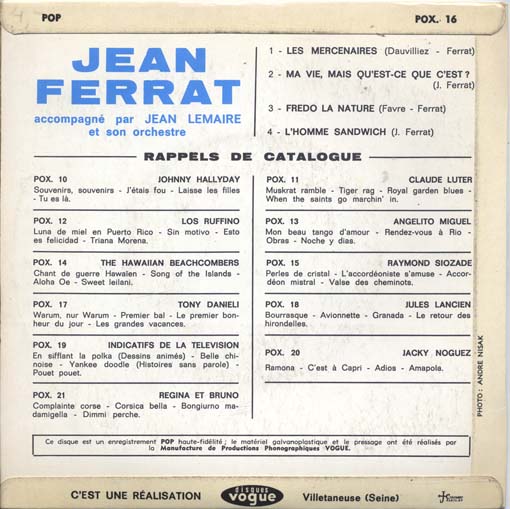 POP
POX. 16
JEAN
FERRAT
accompagné par JEAN LEMAIRE
et son orchestre
1 - LES MERCENAIRES (Dauvilliez - Ferrat)
2 - MA VIE, MAIS QU'EST-CE QUE C'EST ?
(J. Ferrat)
3 - FREDO LA NATURE (Favre - Ferrat)
4 - L'HOMME SANDWICH (J. Ferrat)
RAPPELS DE CATALOGUE
POX. 10 JOHNNY HALLYDAY
Souvenirs, souvenirs - J'étais fou - Laisse les filles
- Tu es là.
POX. 12 LOS RUFFINO
Luna de miel en Puerto Rico - Sin motivo - Esto
es felicidad - Triana Morena.
POX. 14 THE HAWAIIAN BEACHCOMBERS
Chant de guerre Hawaïen - Song of the Islands -
Aloha Oe - Sweet leilani.
POX. 17 TONY DANIELI
Warum, nur Warum - Premier bal - Le premier bon-
heur du jour - Les grandes vacances.
POX. 19 INDICATIFS DE LA TELEVISION
En sifflant la polka (Dessins animés) - Belle chi-
noise - Yankee doodle (Histoires sans parole) -
Pouet pouet.
POX. 21 REGINA ET BRUNO
Complainte corse - Corsica bella - Bongiurno ma-
damigella - Dimmi perche.
POX. 11 CLAUDE LUTER
Muskrat ramble - Tiger rag - Royal garden blues -
When the saints go marchin' in.
POX. 13 ANGELITO MIGUEL
Mon beau tango d'amour - Rendez-vous à Rio -
Obras - Noche y dias.
POX. 15 RAYMOND SIOZADE
Perles de cristal - L'accordéoniste s'amuse - Accor-
déon mistral - Valse des cheminots.
POX. 18 JULES LANCIEN
Bourrasque - Avionnette - Granada - Le retour des
hirondelles.
POX. 20 JACKY NOGUEZ
Ramona - C'est à Capri - Adios - Amapola.
PHOTO : ANDRE NISAK
Ce disque est un enregistrement POP haute-fidélité ; le matériel galvanoplastique et le pressage ont été réalisés par
la Manufacture de Productions Phonographiques VOGUE.
C'EST UNE RÉALISATION
disques
vogue
Villetaneuse (Seine)